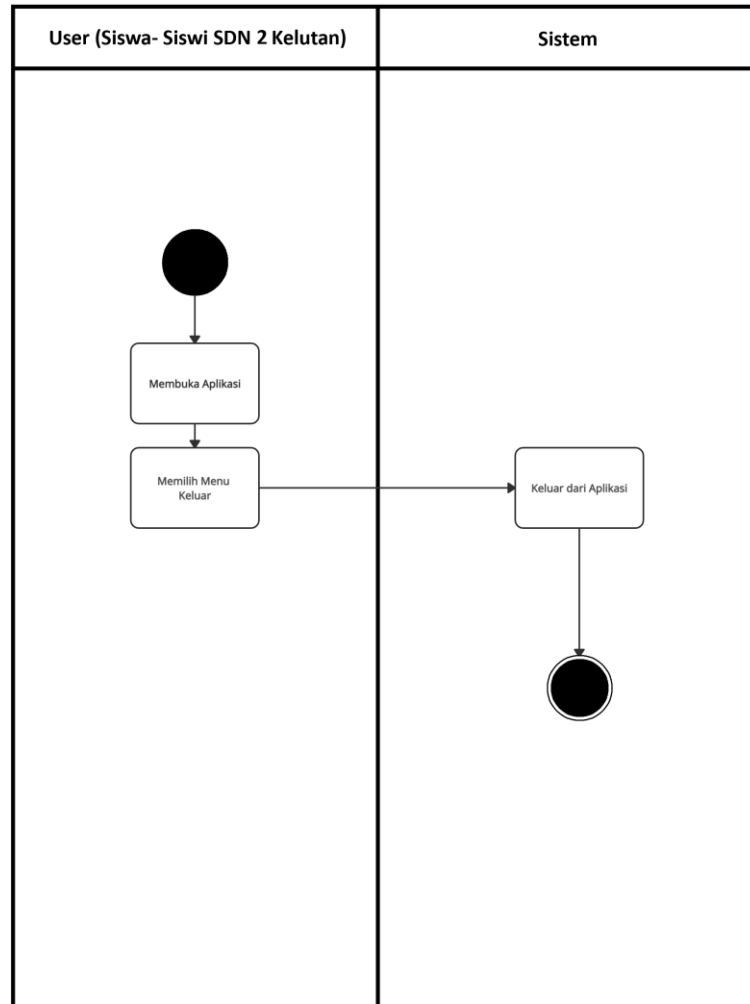 User (Siswa- Siswi SDN 2 Kelutan)
Sistem
Membuka Aplikasi
Memilih Menu
Keluar
Keluar dari Aplikasi